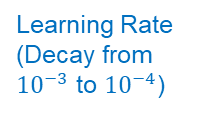 Learning Rate
(Decay from
10⁻³ to 10⁻⁴)